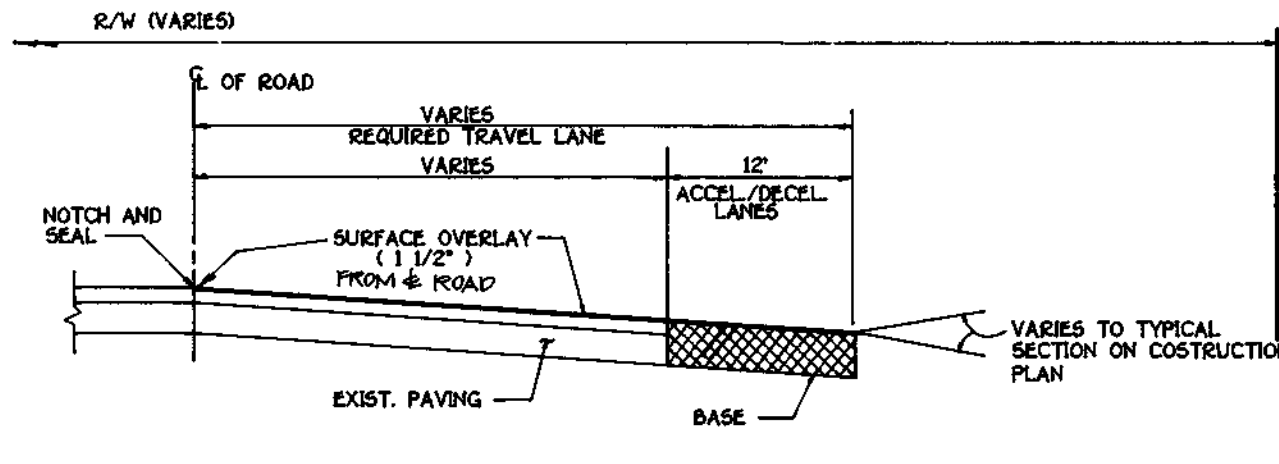 R/W (VARIES)
℄ OF ROAD
VARIES
REQUIRED TRAVEL LANE
VARIES
12'
ACCEL./DECEL.
LANES
NOTCH AND
SEAL
SURFACE OVERLAY
( 1 1/2" )
FROM ℄ ROAD
VARIES TO TYPICAL
SECTION ON COSTRUCTION
PLAN
EXIST. PAVING
BASE